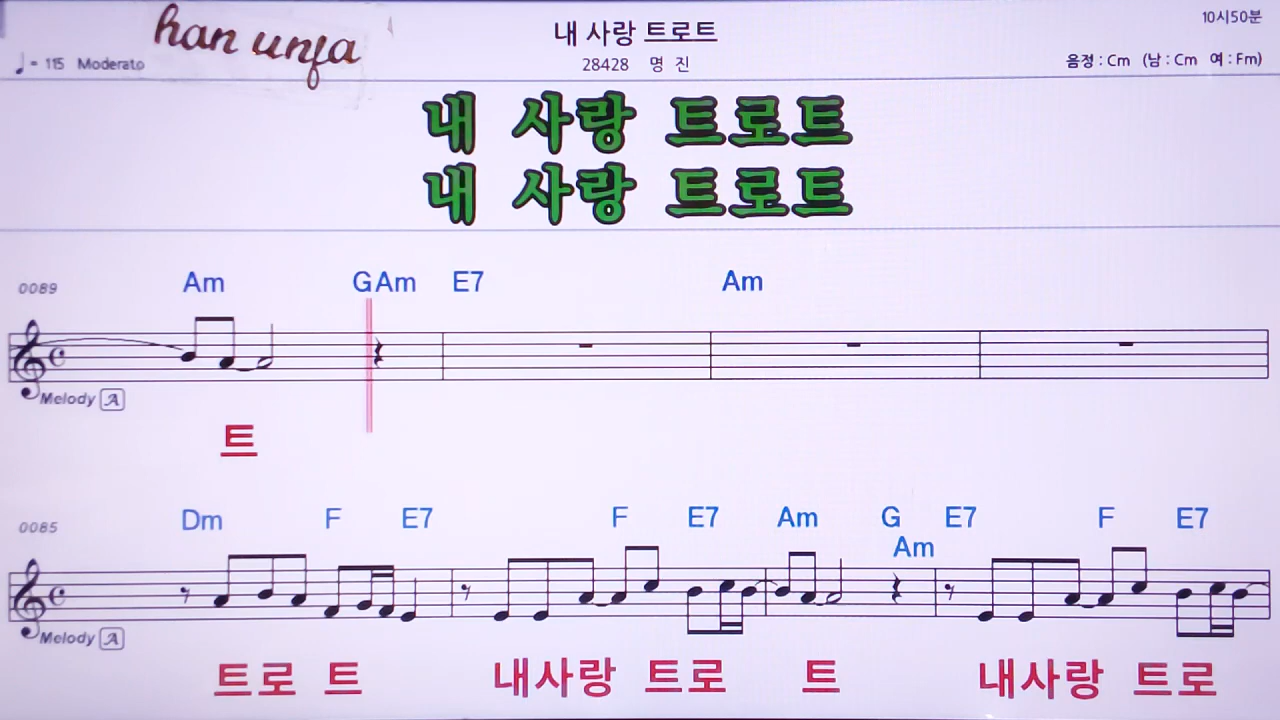 han unfa
내 사랑 트로트
10시50분
♩= 115 Moderato
28428 명 진
음정 : Cm (남 : Cm 여 : Fm)
내 사랑 트로트
내 사랑 트로트
0089 Am G Am E7 Am
Melody A
트
0085 Dm F E7 F E7 Am G Am E7 F E7
Melody A
트로 트 내사랑 트로 트 내사랑 트로